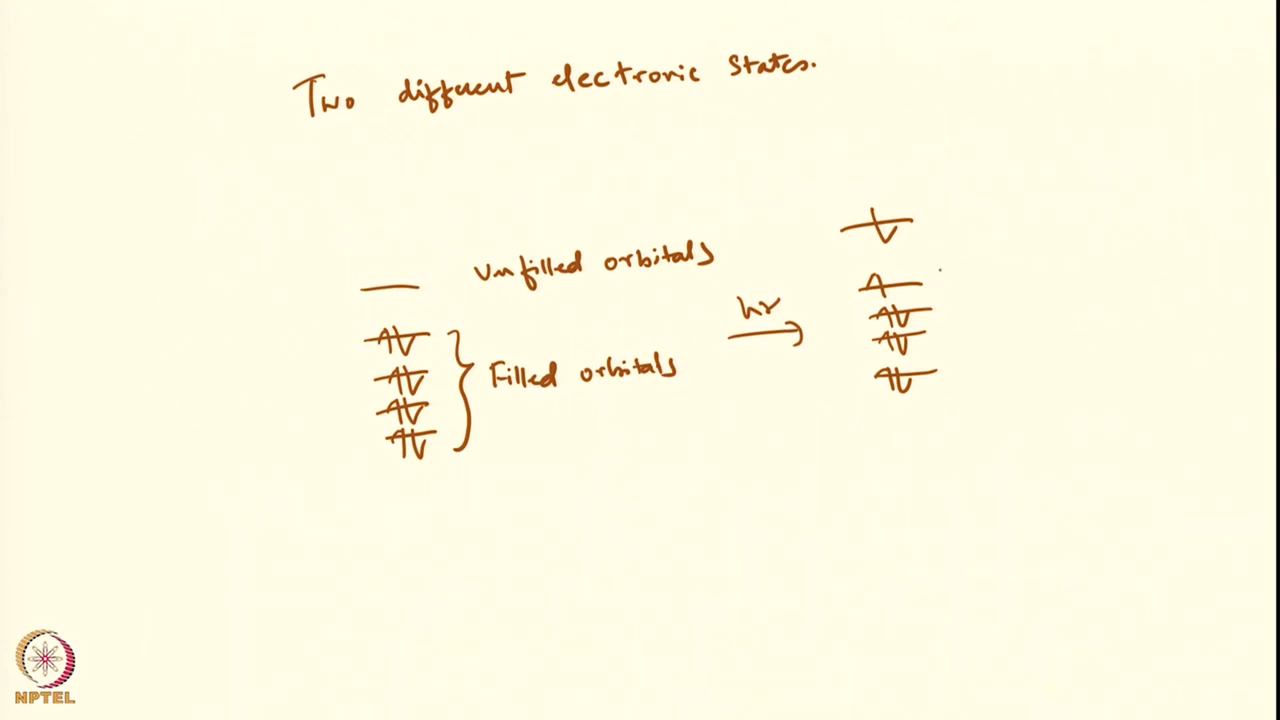 Two different electronic states.
Unfilled orbitals
hν
Filled orbitals
NPTEL